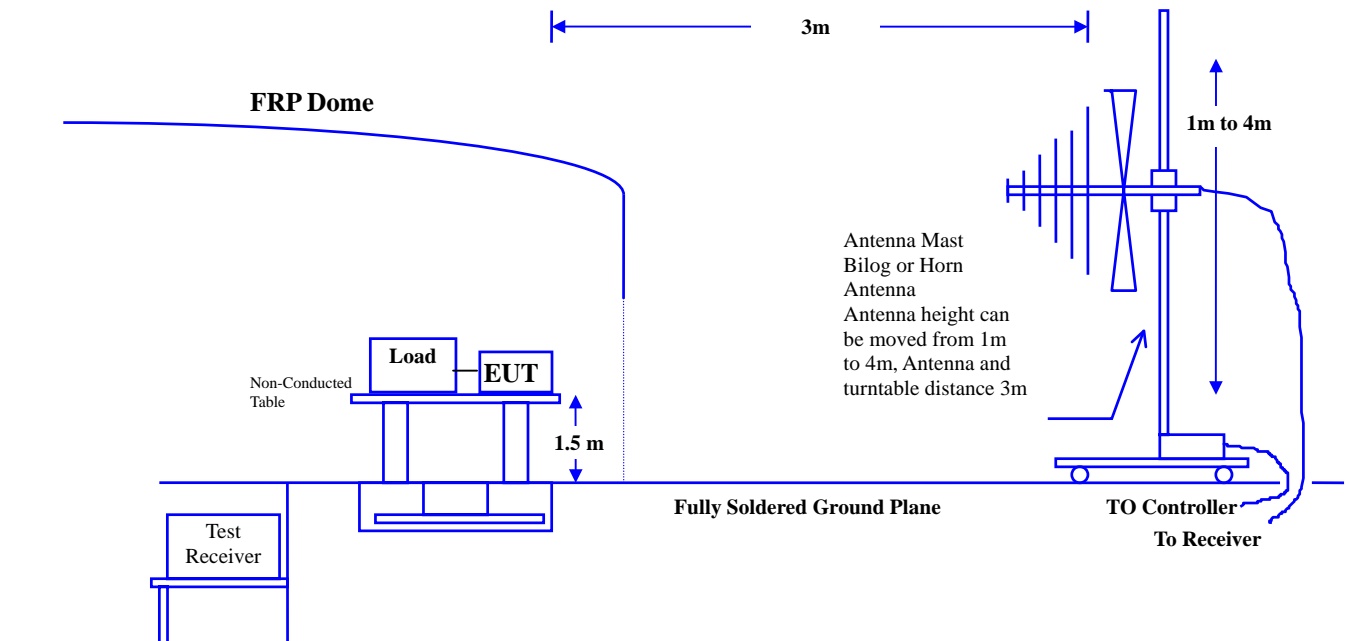 3m
FRP Dome
1m to 4m
Antenna Mast
Bilog or Horn
Antenna
Antenna height can
be moved from 1m
to 4m, Antenna and
turntable distance 3m
Load
EUT
Non-Conducted
Table
1.5 m
Fully Soldered Ground Plane
TO Controller
To Receiver
Test
Receiver